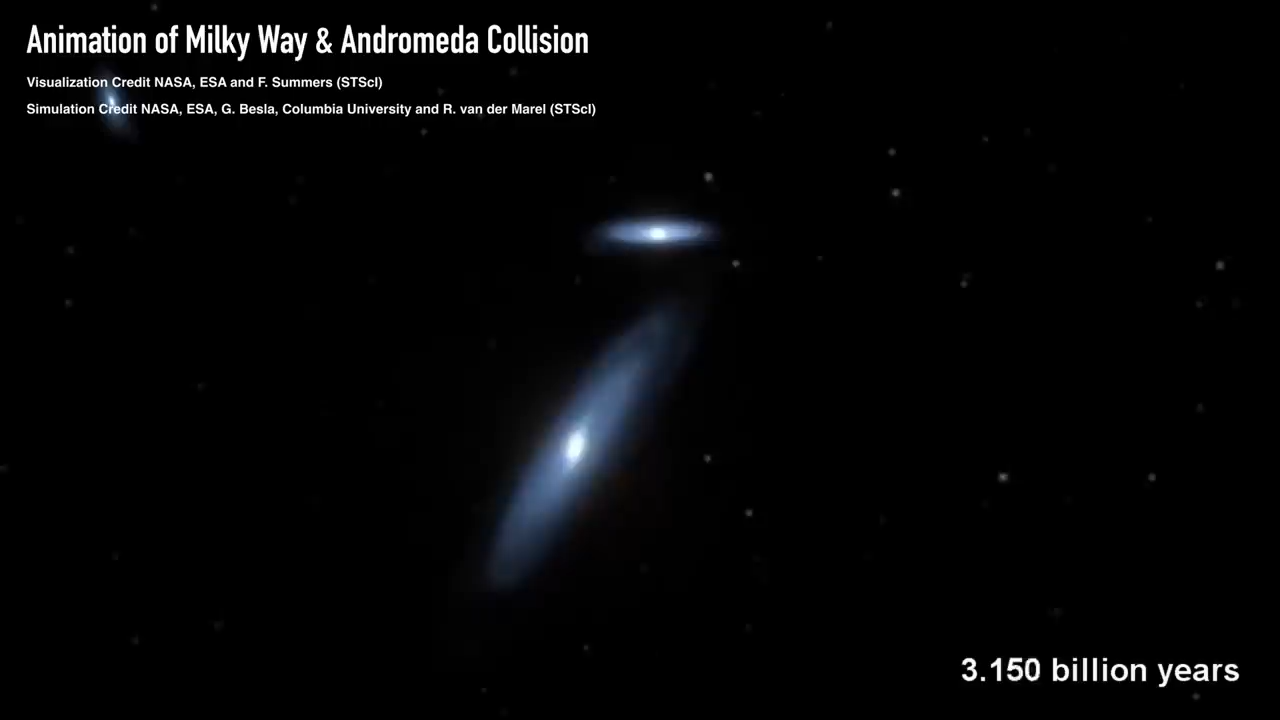 Animation of Milky Way & Andromeda Collision
Visualization Credit NASA, ESA and F. Summers (STScI)
Simulation Credit NASA, ESA, G. Besla, Columbia University and R. van der Marel (STScI)
3.150 billion years